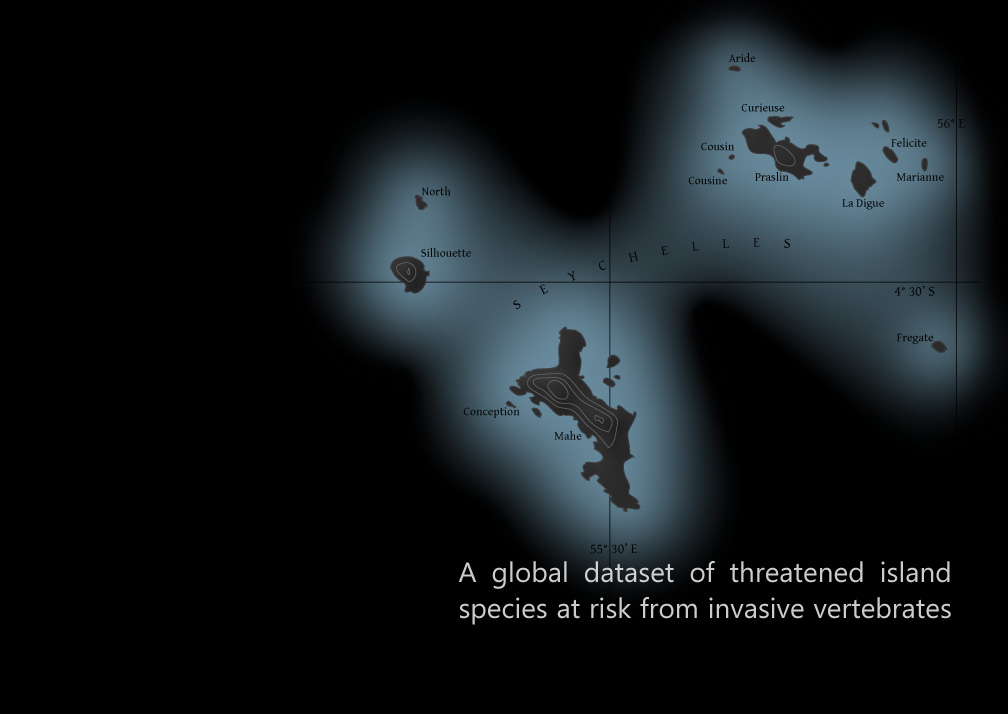 Aride
Curieuse
56° E
Felicite
Cousin
Cousine
Praslin
Marianne
La Digue
North
Silhouette
SEYCHELLES
4° 30' S
Fregate
Conception
Mahe
55° 30' E
A global dataset of threatened island
species at risk from invasive vertebrates